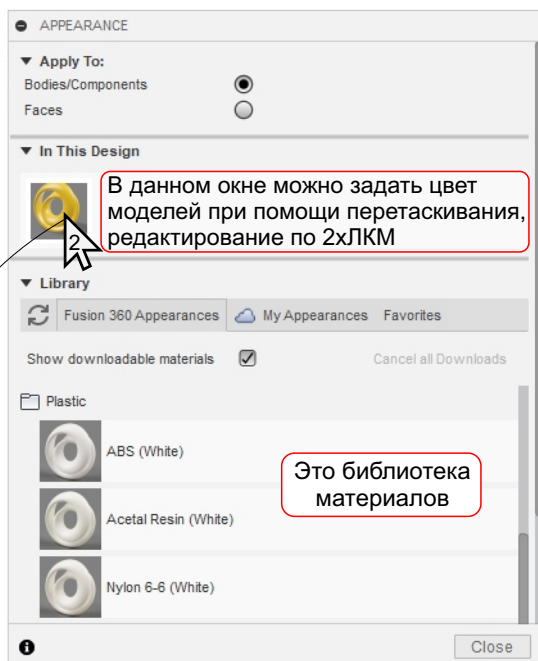 APPEARANCE
Apply To:
Bodies/Components
Faces
In This Design
В данном окне можно задать цвет
моделей при помощи перетаскивания,
редактирование по 2хЛКМ
2
Library
Fusion 360 Appearances My Appearances Favorites
Show downloadable materials Cancel all Downloads
Plastic
ABS (White)
Это библиотека
материалов
Acetal Resin (White)
Nylon 6-6 (White)
Close